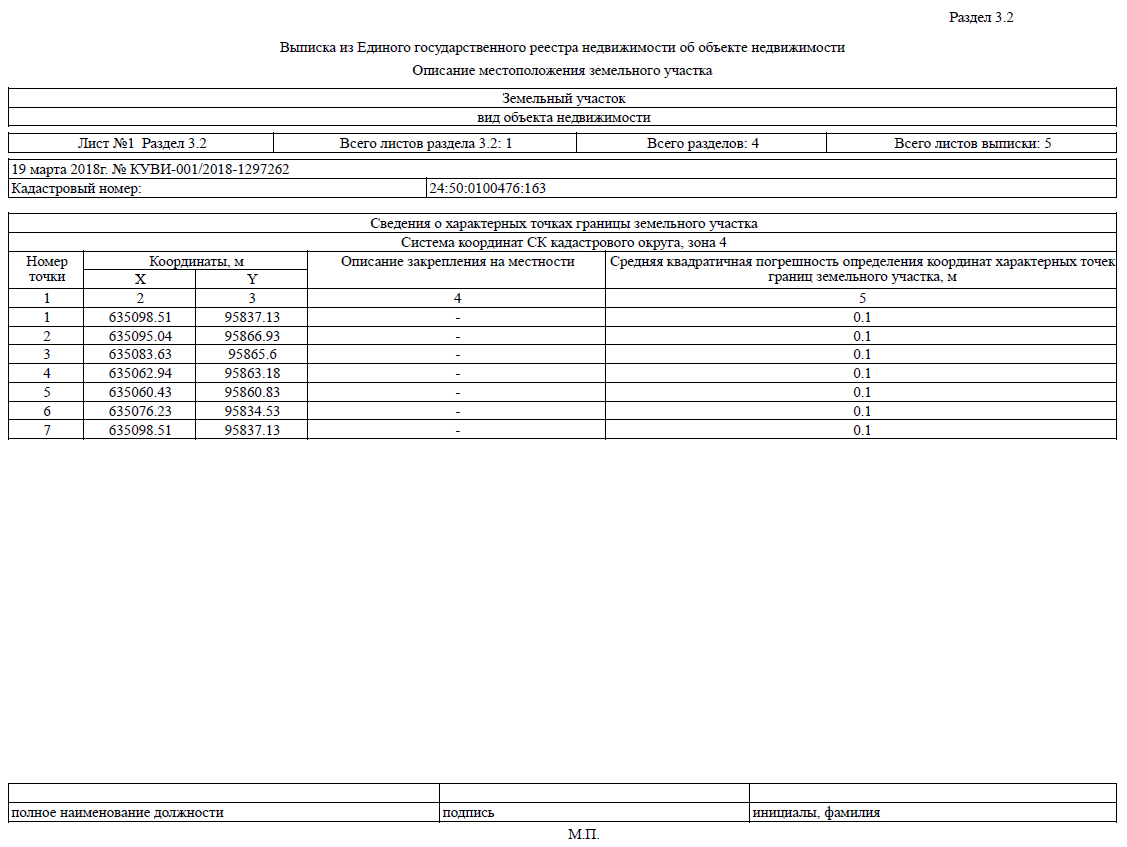 Раздел 3.2
Выписка из Единого государственного реестра недвижимости об объекте недвижимости
Описание местоположения земельного участка
Земельный участок
вид объекта недвижимости
Лист №1 Раздел 3.2 Всего листов раздела 3.2: 1 Всего разделов: 4 Всего листов выписки: 5
19 марта 2018г. № КУВИ-001/2018-1297262
Кадастровый номер: 24:50:0100476:163
Сведения о характерных точках границы земельного участка
Система координат СК кадастрового округа, зона 4
Номер точки Координаты, м Описание закрепления на местности Средняя квадратичная погрешность определения координат характерных точек границ земельного участка, м
X Y
1 2 3 4 5
1 635098.51 95837.13 - 0.1
2 635095.04 95866.93 - 0.1
3 635083.63 95865.6 - 0.1
4 635062.94 95863.18 - 0.1
5 635060.43 95860.83 - 0.1
6 635076.23 95834.53 - 0.1
7 635098.51 95837.13 - 0.1
полное наименование должности подпись инициалы, фамилия
М.П.